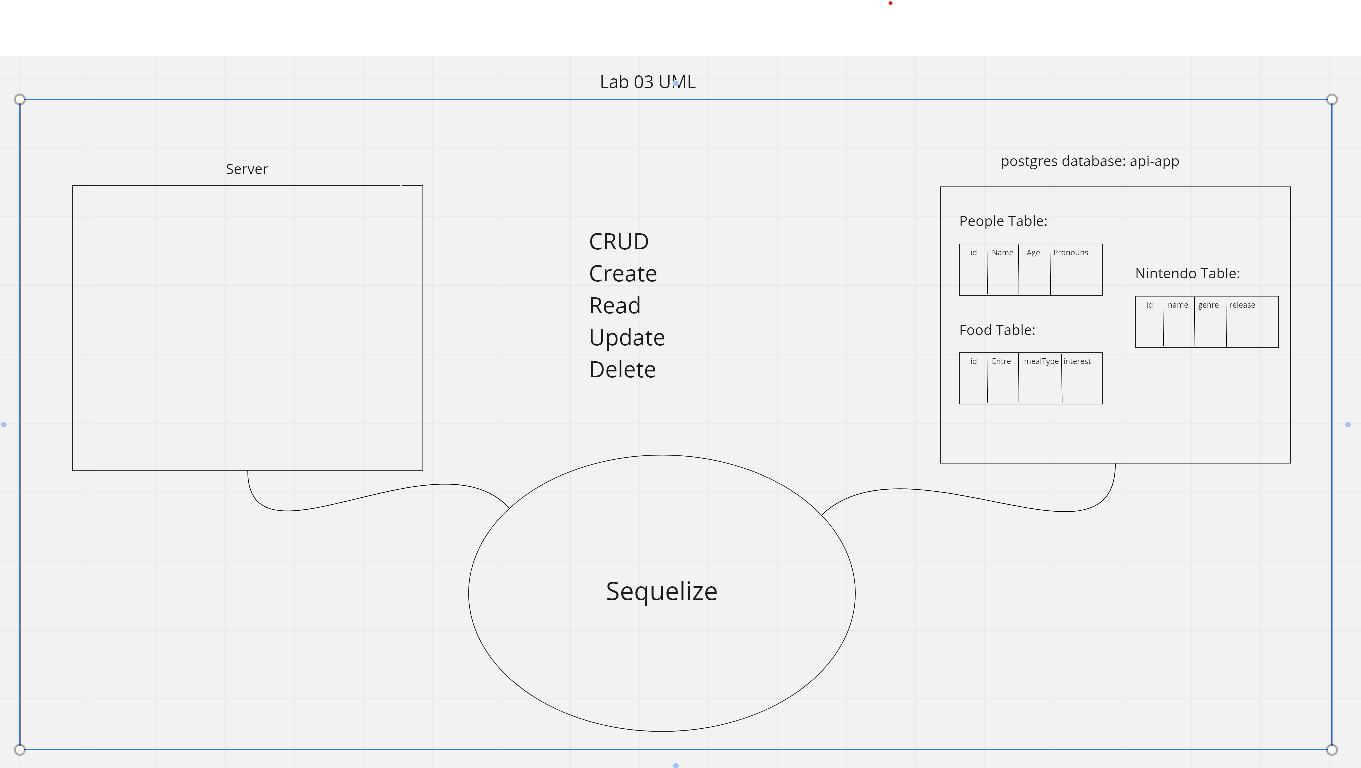 Lab 03 UML
Server
postgres database: api-app
CRUD
Create
Read
Update
Delete
People Table:
id Name Age Pronouns
Nintendo Table:
id name genre release
Food Table:
id Entre mealType interest
Sequelize